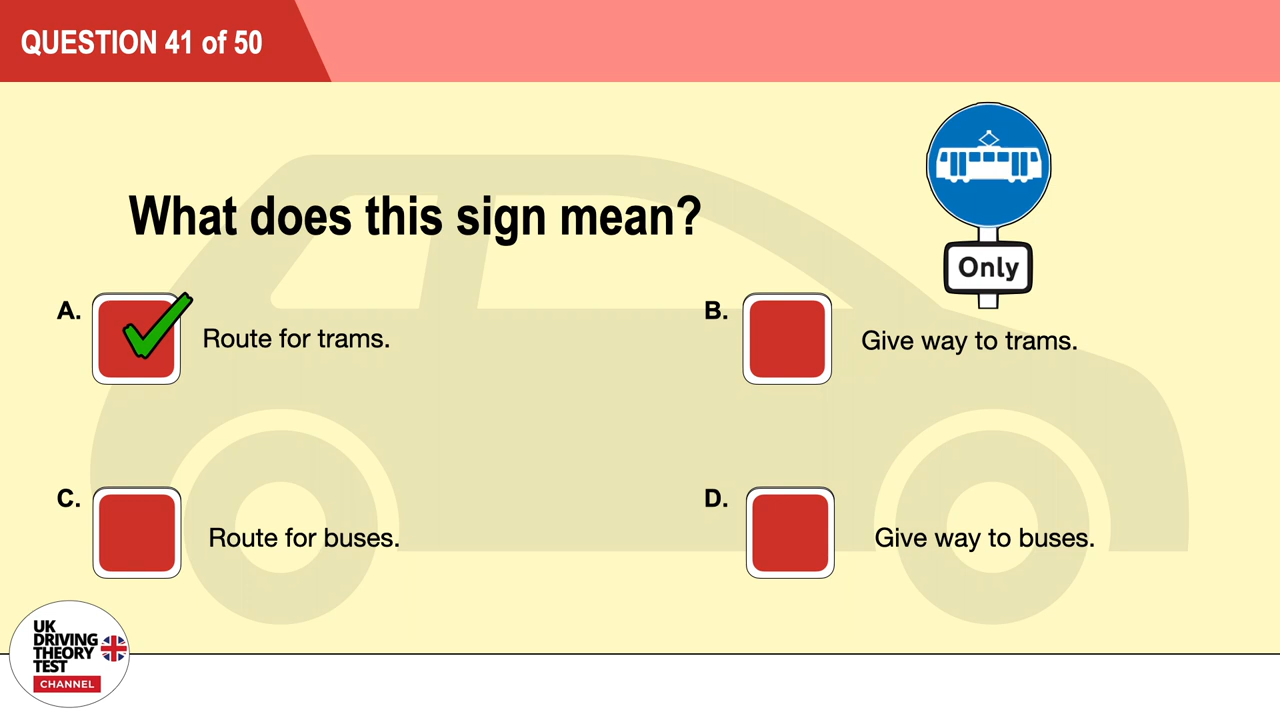 QUESTION 41 of 50
What does this sign mean?
Only
A.
Route for trams.
B.
Give way to trams.
C.
Route for buses.
D.
Give way to buses.
UK
DRIVING
THEORY
TEST
CHANNEL